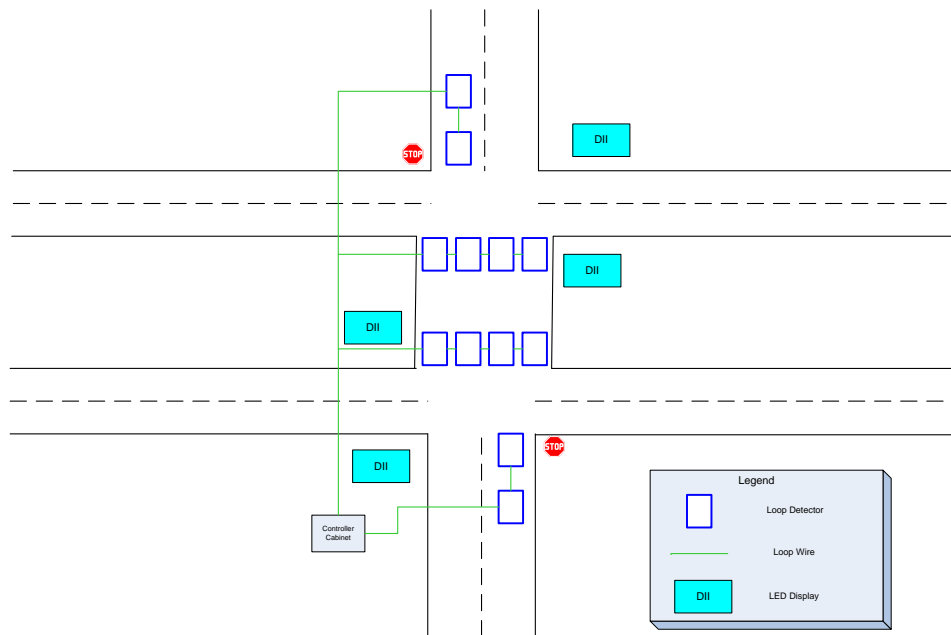 STOP
DII
DII
DII
STOP
DII
Controller
Cabinet
Legend
Loop Detector
Loop Wire
DII
LED Display